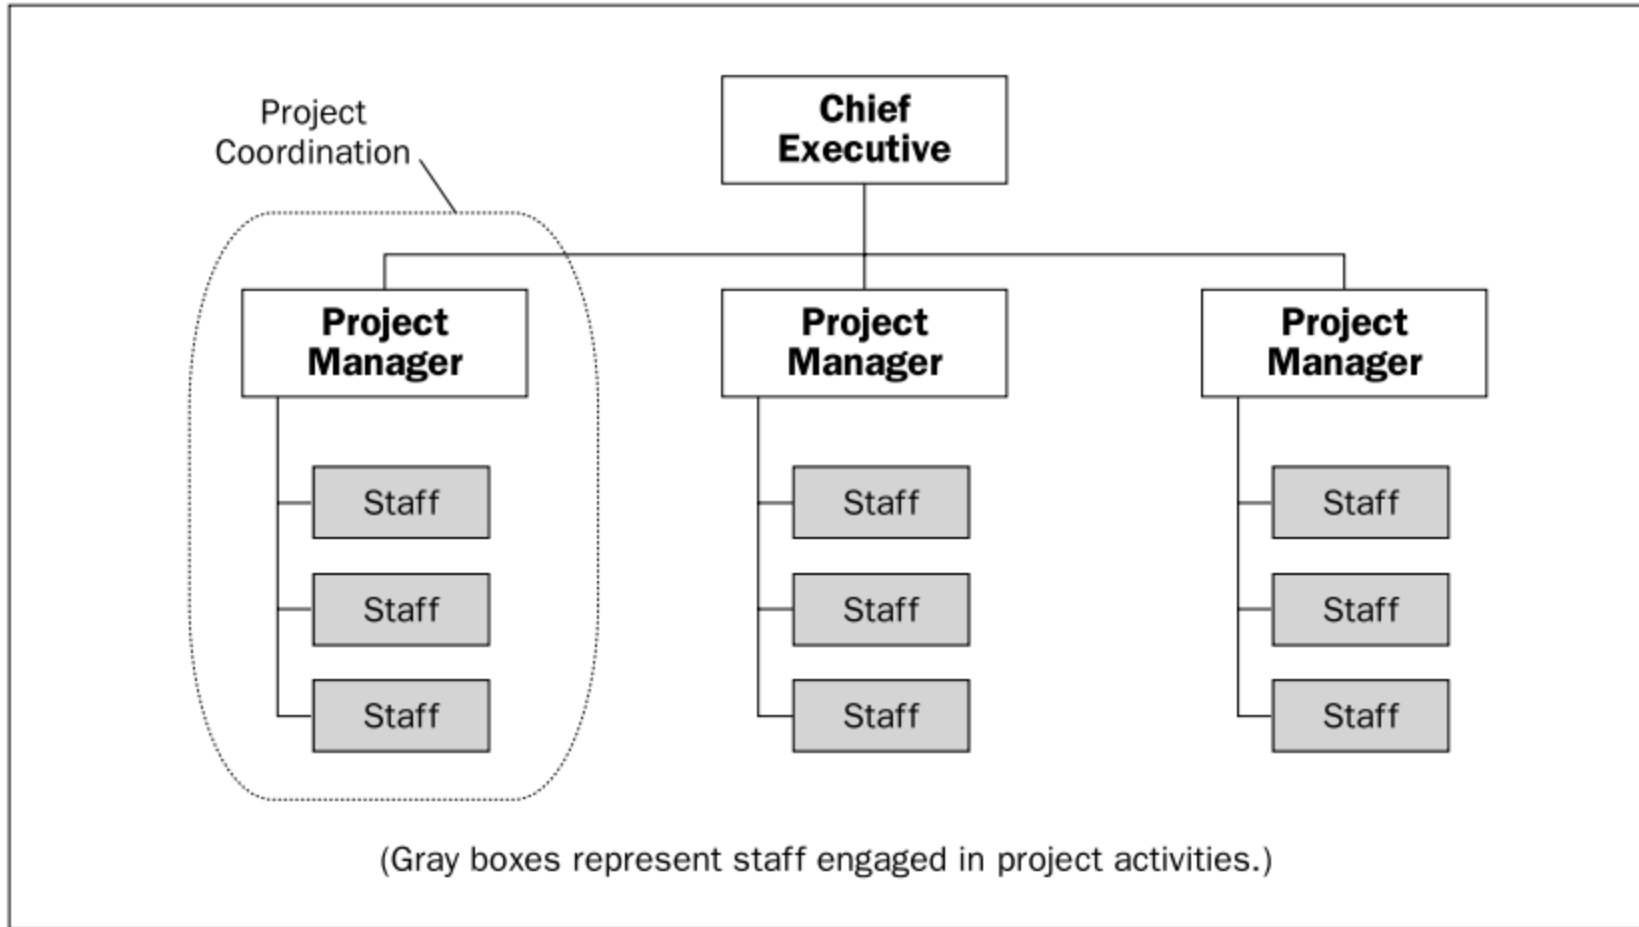 Project
Coordination
Chief
Executive
Project
Manager
Project
Manager
Project
Manager
Staff
Staff
Staff
Staff
Staff
Staff
Staff
Staff
Staff
(Gray boxes represent staff engaged in project activities.)